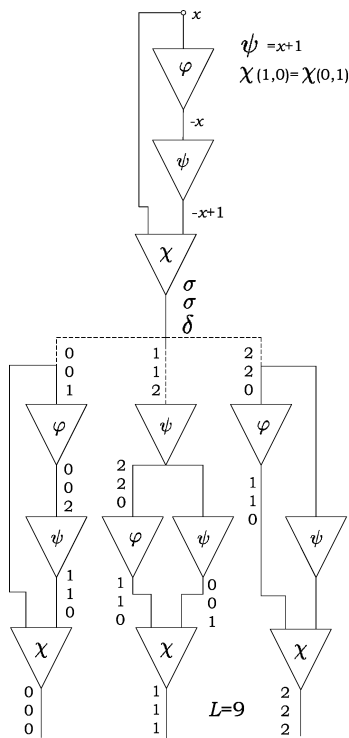 x
φ
ψ =x+1
χ(1,0)=χ(0,1)
-x
ψ
-x+1
χ
σ
σ
δ
0 1 2
0 1 2
1 2 0
φ ψ φ
0 2 1
0 2 1
2 0 0
ψ φ ψ ψ
1 1 0
1 1 0
0 0 1
χ χ χ
0 1 2
0 1 L=9 2
0 1 2